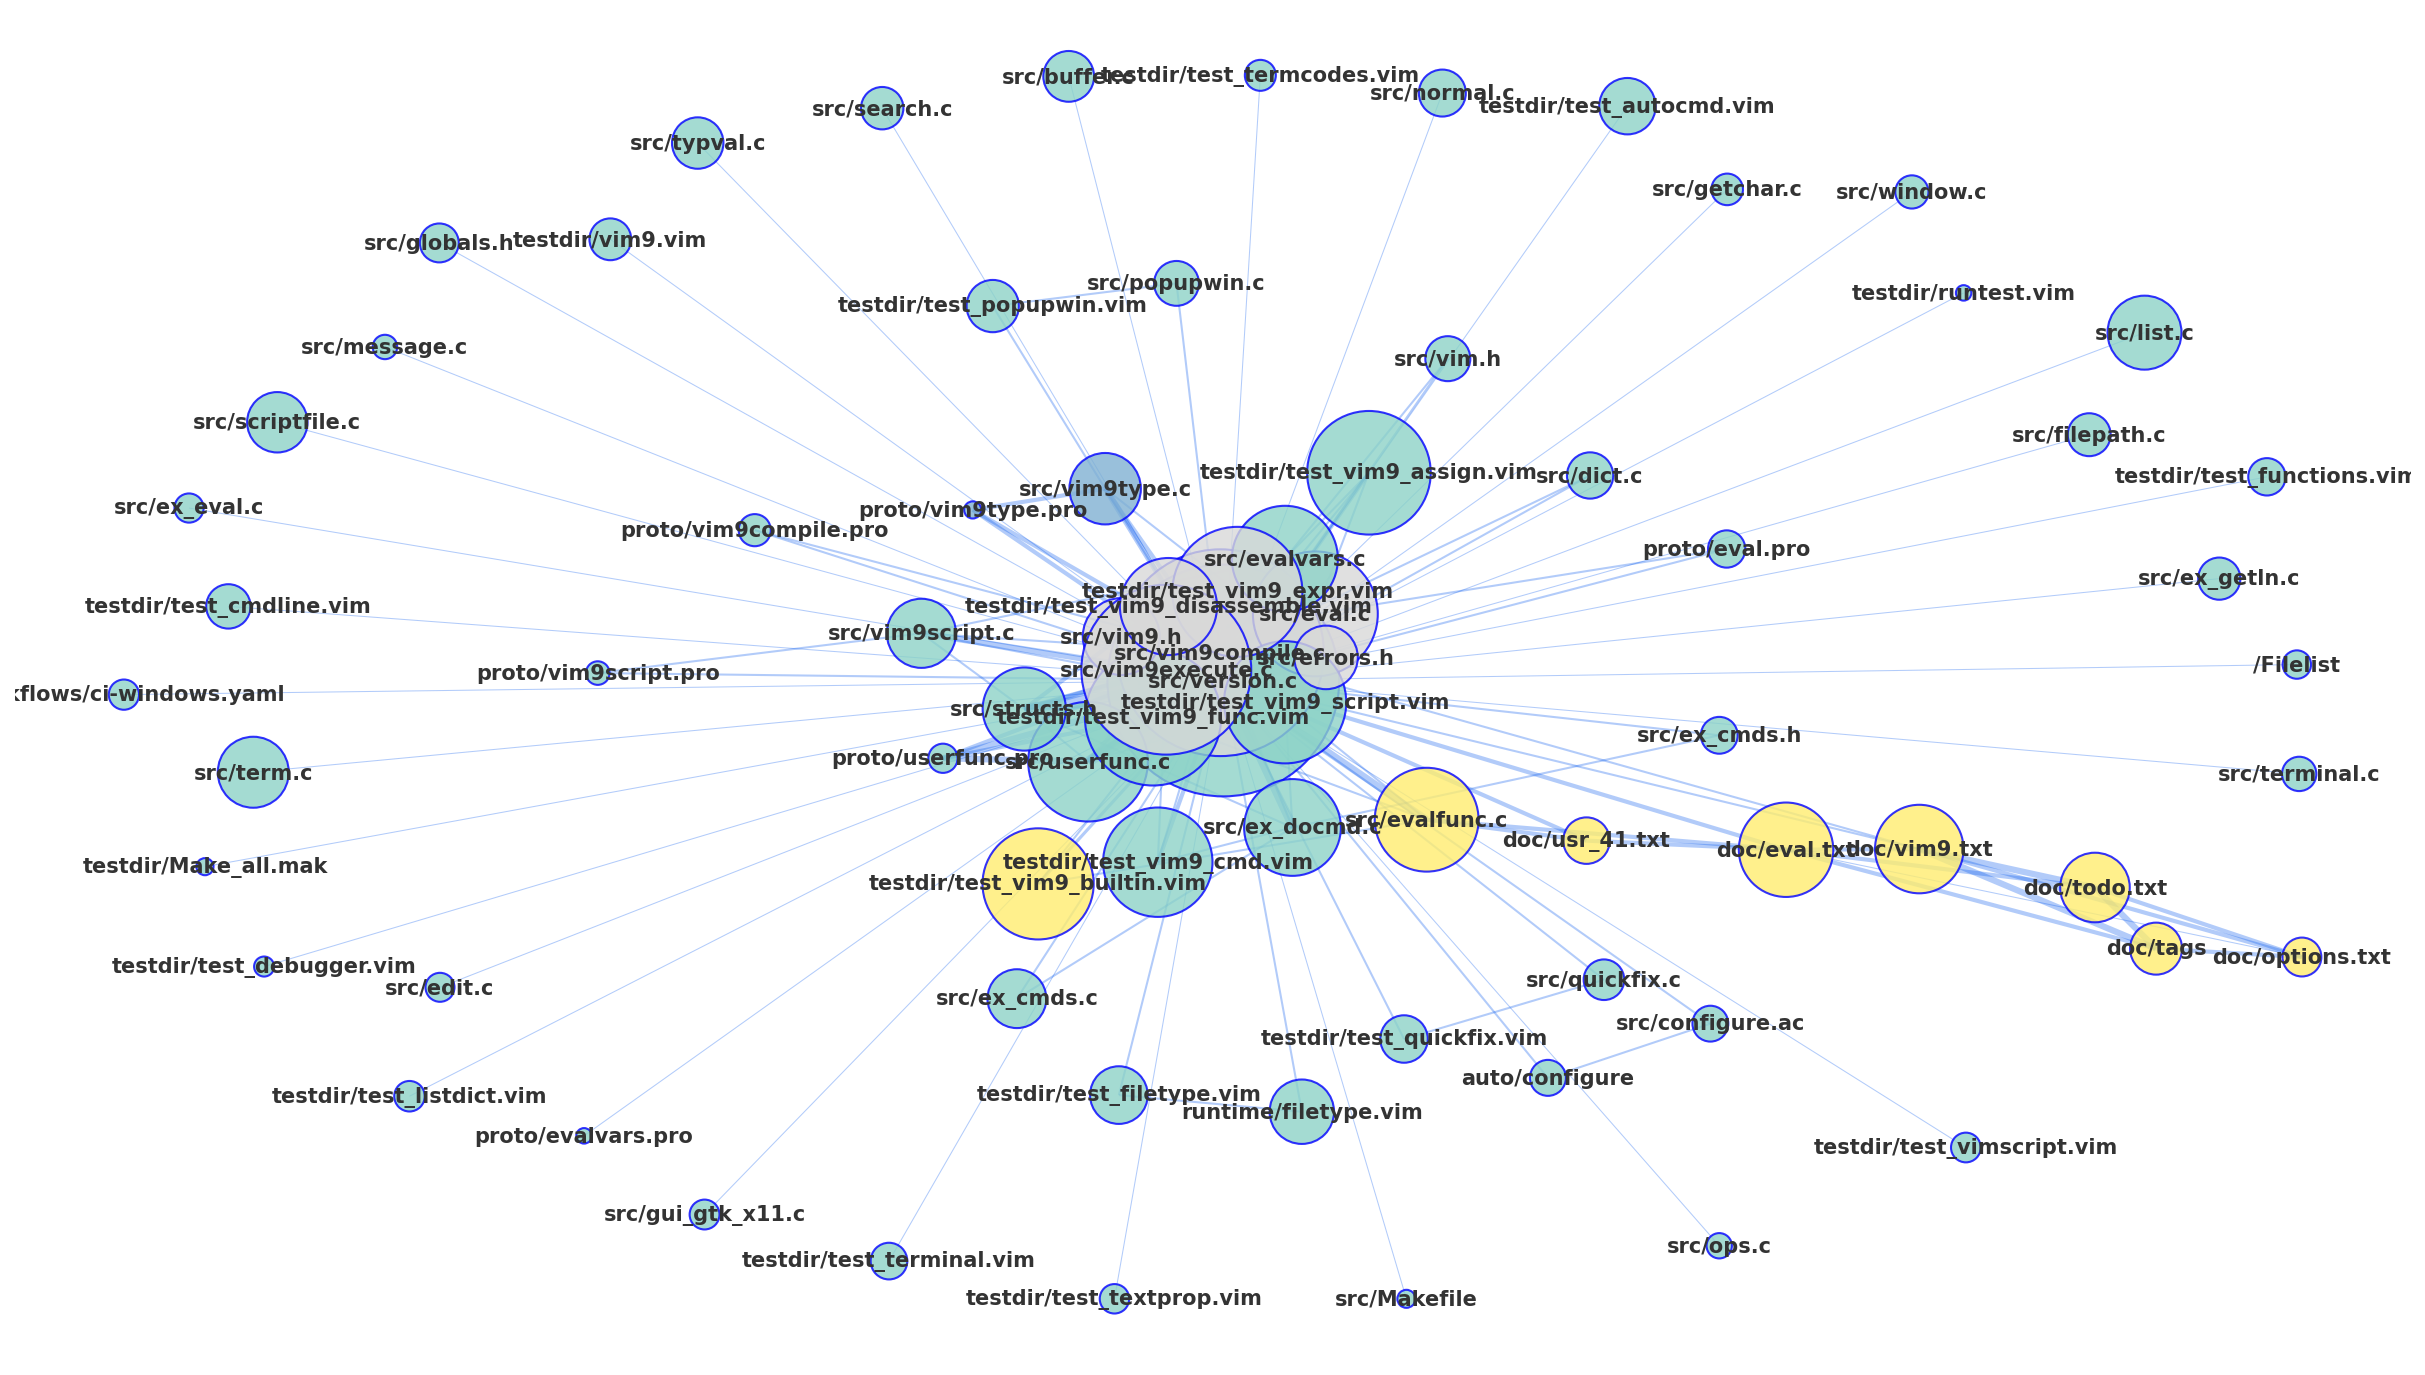 src/buffer.c
testdir/test_termcodes.vim
src/normal.c
testdir/test_autocmd.vim
src/search.c
src/typval.c
src/getchar.c
src/window.c
src/globals.h
testdir/vim9.vim
src/popupwin.c
testdir/runtest.vim
testdir/test_popupwin.vim
src/list.c
src/message.c
src/vim.h
src/scriptfile.c
src/filepath.c
testdir/test_vim9_assign.vim
src/dict.c
testdir/test_functions.vim
src/vim9type.c
src/ex_eval.c
proto/vim9type.pro
proto/vim9compile.pro
proto/eval.pro
src/evalvars.c
src/ex_getln.c
testdir/test_vim9_expr.vim
testdir/test_cmdline.vim
testdir/test_vim9_disassemble.vim
src/eval.c
src/vim9script.c
src/vim9.h
src/vim9compile.c
src/errors.h
/Filelist
proto/vim9script.pro
src/vim9execute.c
src/version.c
kflows/ci-windows.yaml
testdir/test_vim9_script.vim
src/structs.h
testdir/test_vim9_func.vim
src/ex_cmds.h
proto/userfunc.pro
src/userfunc.c
src/term.c
src/terminal.c
src/evalfunc.c
src/ex_docmd.c
doc/usr_41.txt
doc/eval.txt
doc/vim9.txt
testdir/test_vim9_cmd.vim
testdir/Make_all.mak
testdir/test_vim9_builtin.vim
doc/todo.txt
doc/tags
doc/options.txt
testdir/test_debugger.vim
src/edit.c
src/quickfix.c
src/ex_cmds.c
src/configure.ac
testdir/test_quickfix.vim
auto/configure
testdir/test_listdict.vim
testdir/test_filetype.vim
runtime/filetype.vim
proto/evalvars.pro
testdir/test_vimscript.vim
src/gui_gtk_x11.c
src/ops.c
testdir/test_terminal.vim
testdir/test_textprop.vim
src/Makefile